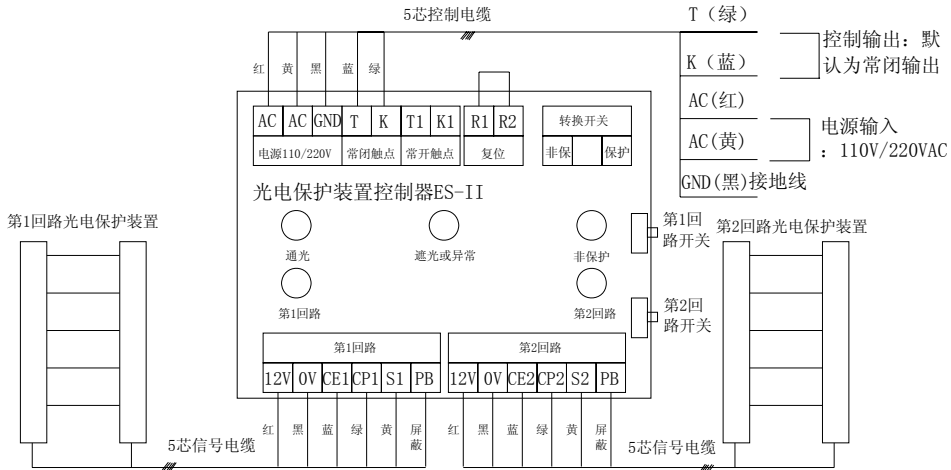 5芯控制电缆
T（绿）
控制输出：默
认为常闭输出
K（蓝）
红 黄 黑 蓝 绿
AC(红)
AC AC GND T K T1 K1 R1 R2 转换开关
电源110/220V 常闭触点 常开触点 复位 非保 保护
AC(黄)
电源输入
：110V/220VAC
GND(黑)接地线
光电保护装置控制器ES-II
第1回路光电保护装置
第1回
路开关
第2回路光电保护装置
通光 遮光或异常 非保护
第1回路 第2回路
第2回
路开关
第1回路 第2回路
12V 0V CE1 CP1 S1 PB 12V 0V CE2 CP2 S2 PB
红 黑 蓝 绿 黄 屏蔽 红 黑 蓝 绿 黄 屏蔽
5芯信号电缆 5芯信号电缆